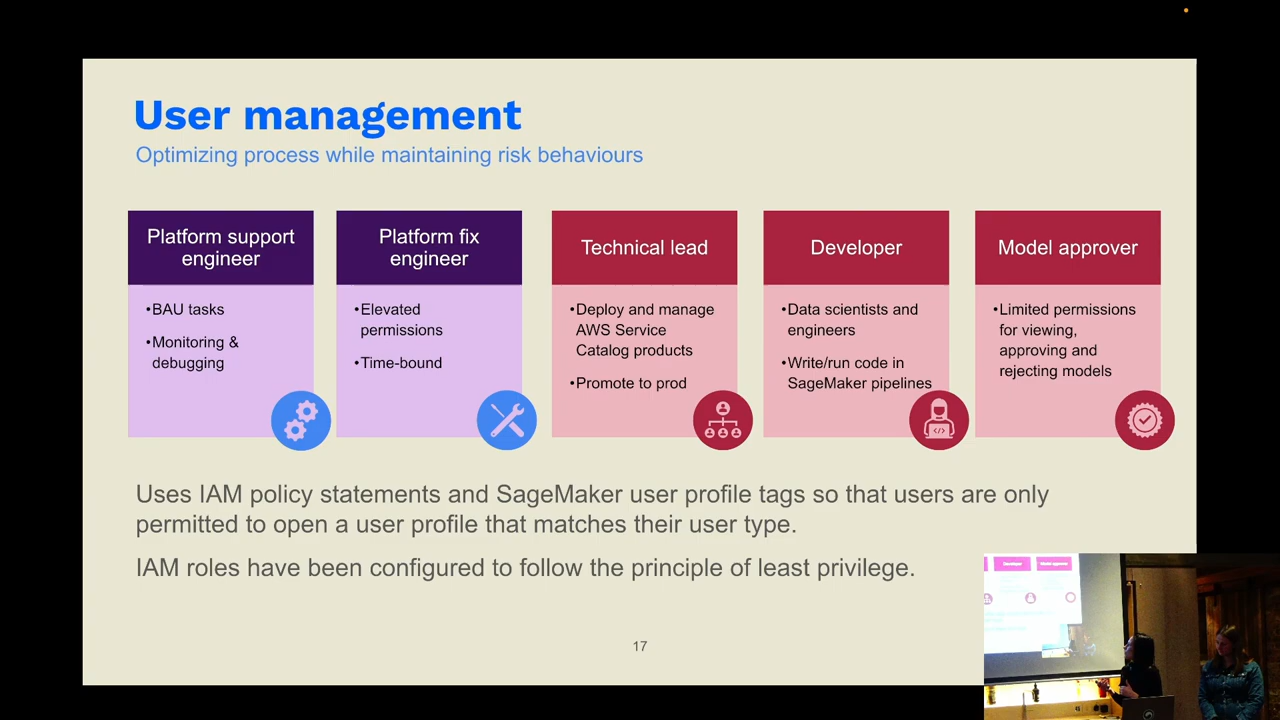 User management
Optimizing process while maintaining risk behaviours
Platform support
engineer
•BAU tasks
•Monitoring &
debugging
Platform fix
engineer
•Elevated
permissions
•Time-bound
Technical lead
•Deploy and manage
AWS Service
Catalog products
•Promote to prod
Developer
•Data scientists and
engineers
•Write/run code in
SageMaker pipelines
Model approver
•Limited permissions
for viewing,
approving and
rejecting models
Uses IAM policy statements and SageMaker user profile tags so that users are only
permitted to open a user profile that matches their user type.
IAM roles have been configured to follow the principle of least privilege.
17
Developer
Model approver